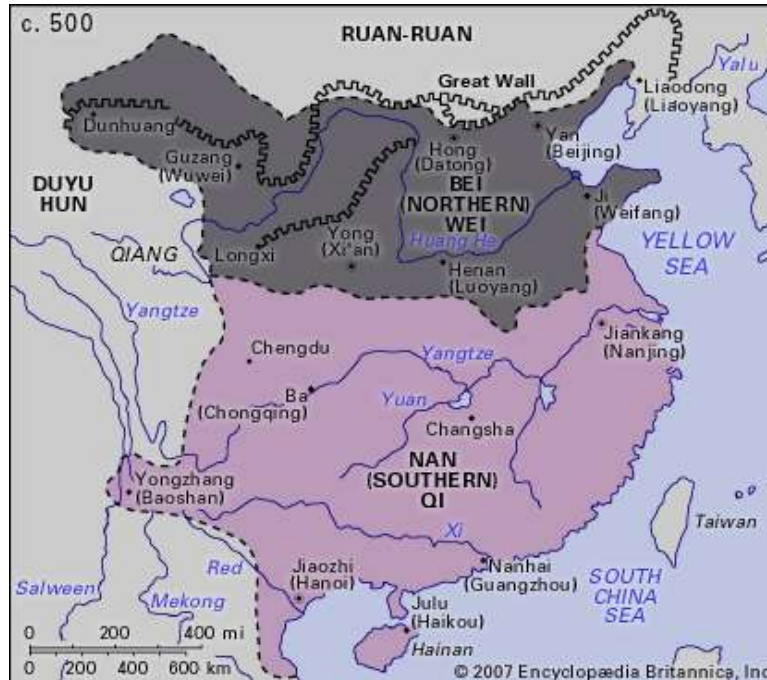 c. 500
RUAN-RUAN
Great Wall
Yalu
Liaodong
(Liaoyang)
Dunhuang
Guzang
(Wuwei)
Hong
(Datong)
Yan
(Beijing)
DUYU
HUN
BEI
(NORTHERN)
WEI
Ji
(Weifang)
QIANG
Longxi
Yong
(Xi'an)
Huang He
Henan
(Luoyang)
YELLOW
SEA
Yangtze
Jiankang
(Nanjing)
Chengdu
Yangtze
Ba
(Chongqing)
Yuan
Changsha
NAN
(SOUTHERN)
QI
Yongzhang
(Baoshan)
Xi
Taiwan
Salween
Mekong
Red
Jiaozhi
(Hanoi)
Nanhai
(Guangzhou)
SOUTH
CHINA
SEA
Julu
(Haikou)
Hainan
0 200 400 mi
0 200 400 600 km
© 2007 Encyclopædia Britannica, Inc